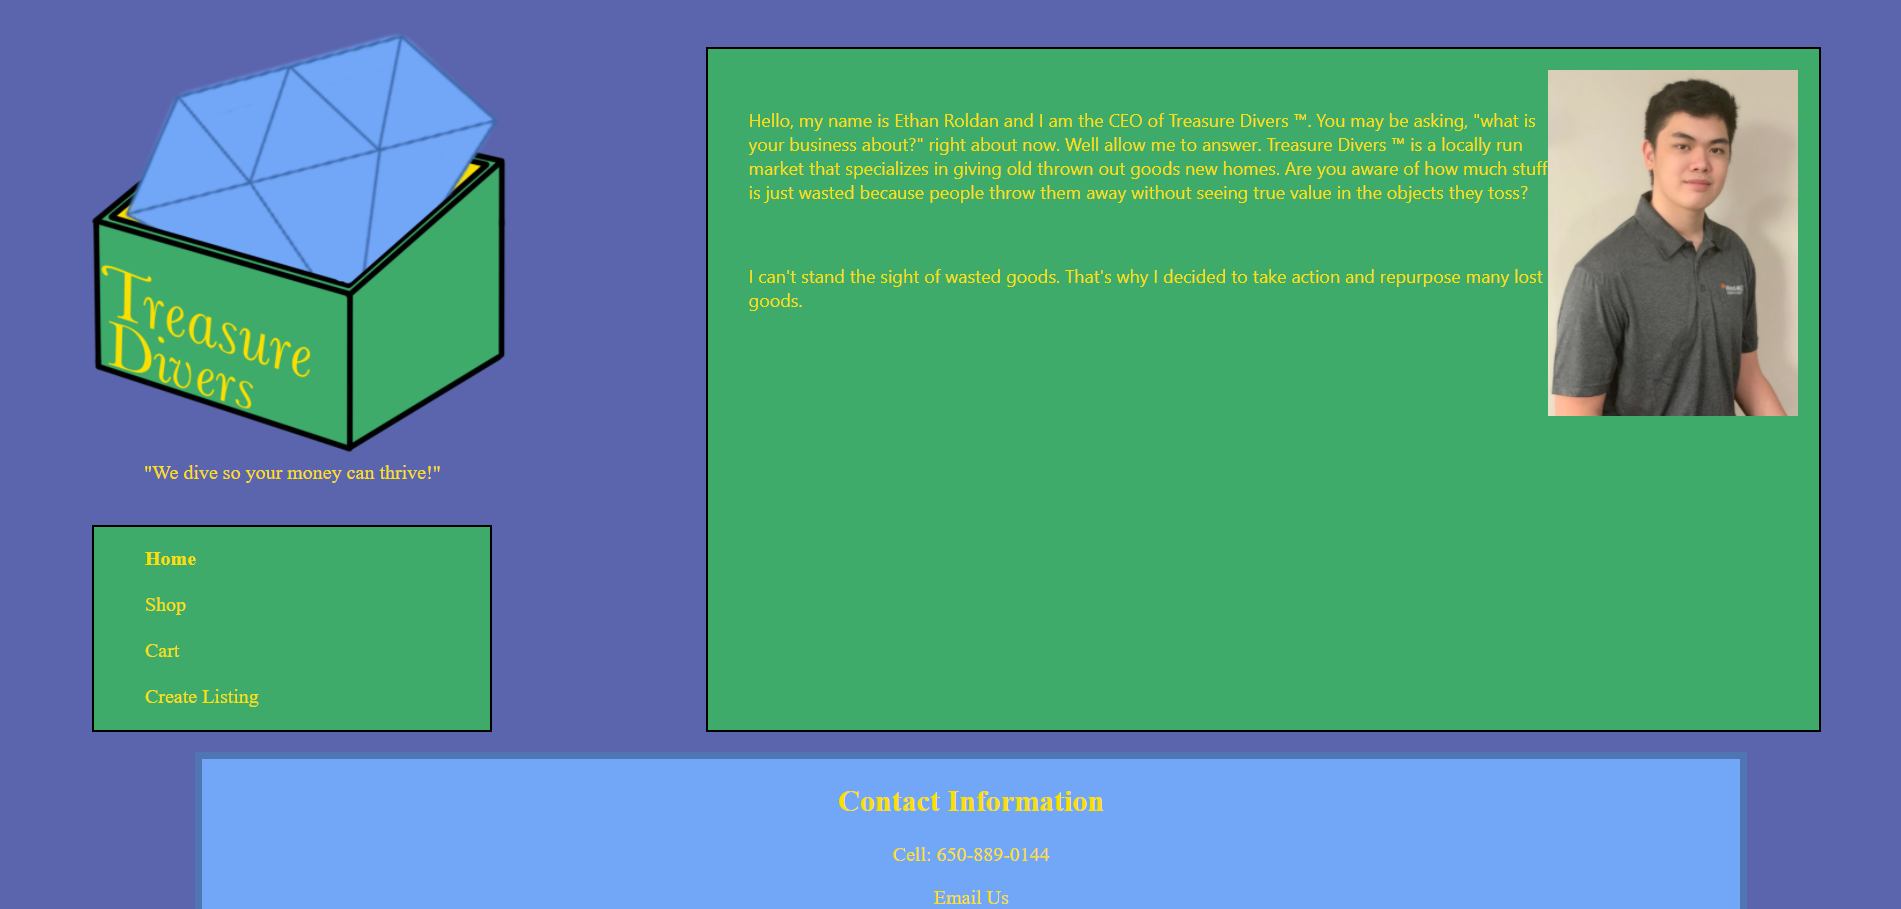 Treasure
Divers
"We dive so your money can thrive!"
Home
Shop
Cart
Create Listing
Hello, my name is Ethan Roldan and I am the CEO of Treasure Divers ™. You may be asking, "what is
your business about?" right about now. Well allow me to answer. Treasure Divers ™ is a locally run
market that specializes in giving old thrown out goods new homes. Are you aware of how much stuff
is just wasted because people throw them away without seeing true value in the objects they toss?
I can't stand the sight of wasted goods. That's why I decided to take action and repurpose many lost
goods.
Contact Information
Cell: 650-889-0144
Email Us